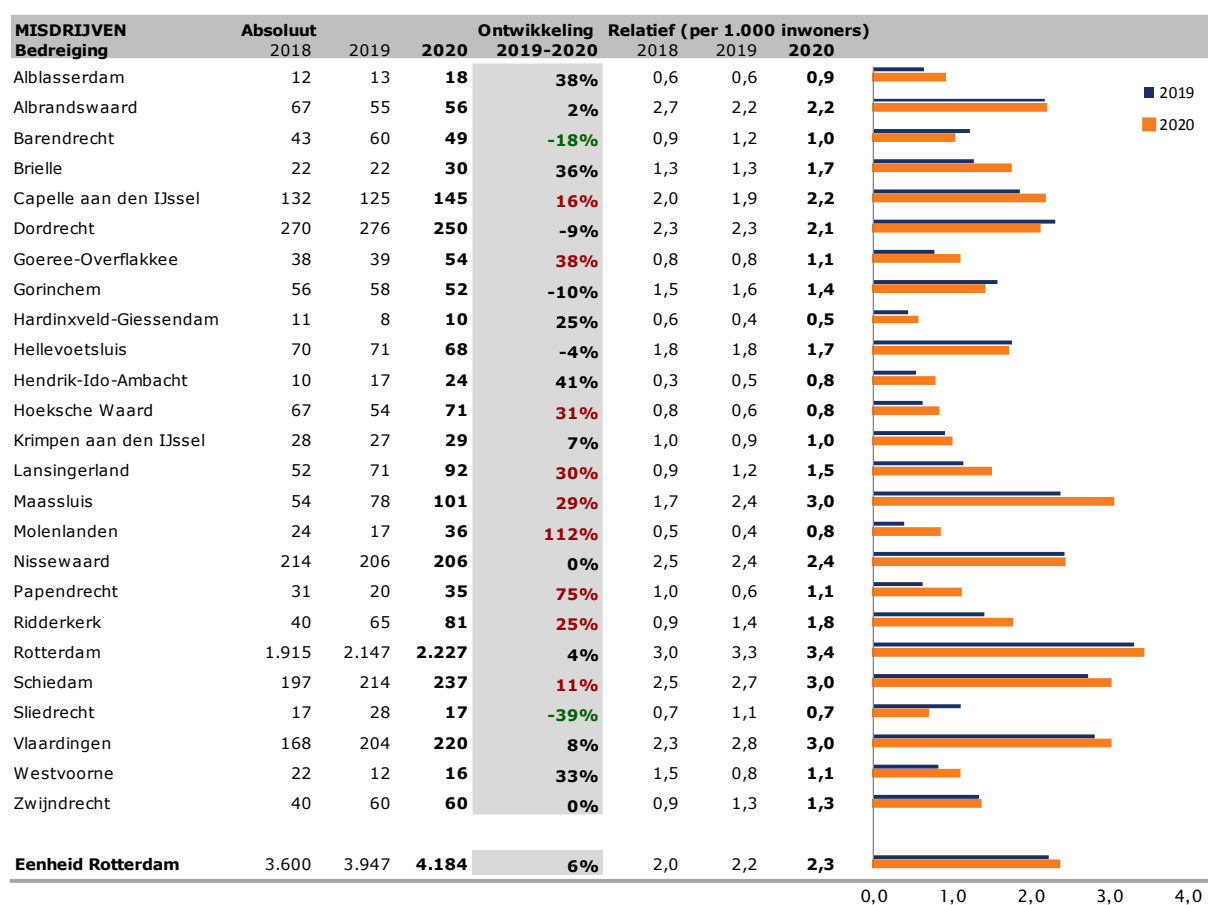 MISDRIJVEN Absoluut Ontwikkeling Relatief (per 1.000 inwoners)
Bedreiging 2018 2019 2020 2019-2020 2018 2019 2020
Alblasserdam 12 13 18 38% 0,6 0,6 0,9
2019
Albrandswaard 67 55 56 2% 2,7 2,2 2,2
2020
Barendrecht 43 60 49 -18% 0,9 1,2 1,0
Brielle 22 22 30 36% 1,3 1,3 1,7
Capelle aan den IJssel 132 125 145 16% 2,0 1,9 2,2
Dordrecht 270 276 250 -9% 2,3 2,3 2,1
Goeree-Overflakkee 38 39 54 38% 0,8 0,8 1,1
Gorinchem 56 58 52 -10% 1,5 1,6 1,4
Hardinxveld-Giessendam 11 8 10 25% 0,6 0,4 0,5
Hellevoetsluis 70 71 68 -4% 1,8 1,8 1,7
Hendrik-Ido-Ambacht 10 17 24 41% 0,3 0,5 0,8
Hoeksche Waard 67 54 71 31% 0,8 0,6 0,8
Krimpen aan den IJssel 28 27 29 7% 1,0 0,9 1,0
Lansingerland 52 71 92 30% 0,9 1,2 1,5
Maassluis 54 78 101 29% 1,7 2,4 3,0
Molenlanden 24 17 36 112% 0,5 0,4 0,8
Nissewaard 214 206 206 0% 2,5 2,4 2,4
Papendrecht 31 20 35 75% 1,0 0,6 1,1
Ridderkerk 40 65 81 25% 0,9 1,4 1,8
Rotterdam 1.915 2.147 2.227 4% 3,0 3,3 3,4
Schiedam 197 214 237 11% 2,5 2,7 3,0
Sliedrecht 17 28 17 -39% 0,7 1,1 0,7
Vlaardingen 168 204 220 8% 2,3 2,8 3,0
Westvoorne 22 12 16 33% 1,5 0,8 1,1
Zwijndrecht 40 60 60 0% 0,9 1,3 1,3
Eenheid Rotterdam 3.600 3.947 4.184 6% 2,0 2,2 2,3
0,0 1,0 2,0 3,0 4,0